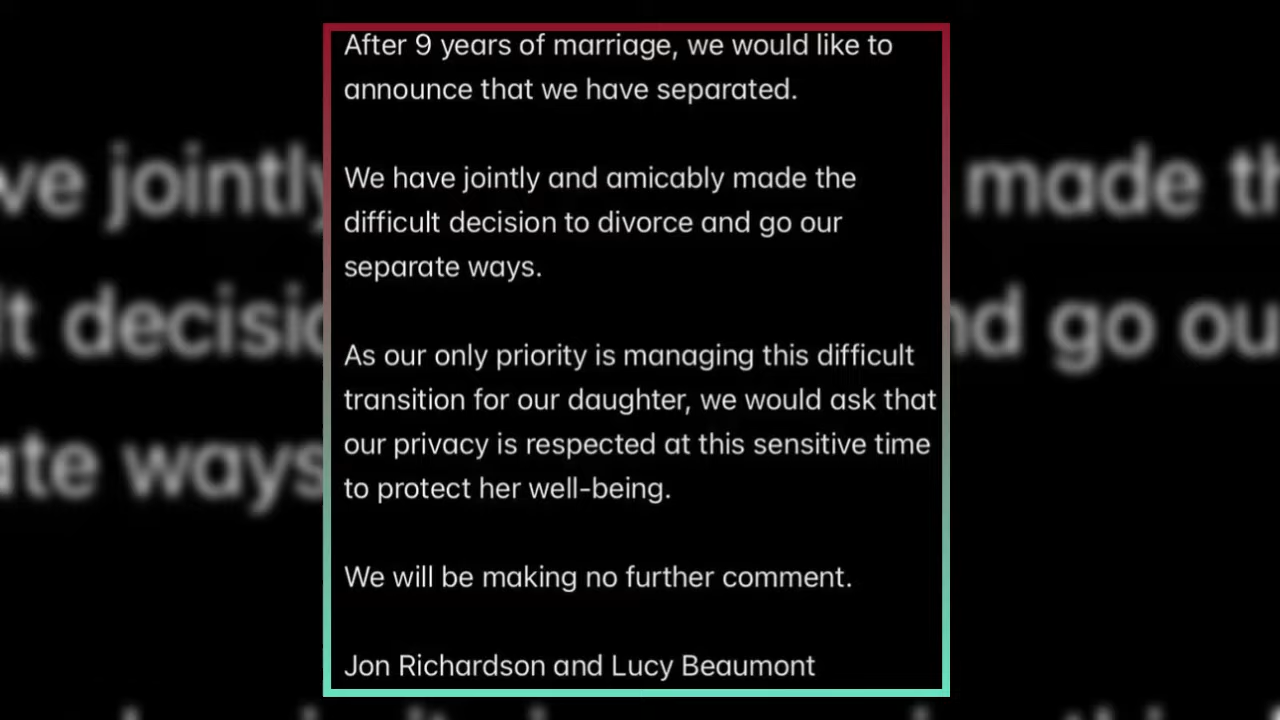 After 9 years of marriage, we would like to
announce that we have separated.
We have jointly and amicably made the
difficult decision to divorce and go our
separate ways.
As our only priority is managing this difficult
transition for our daughter, we would ask that
our privacy is respected at this sensitive time
to protect her well-being.
We will be making no further comment.
Jon Richardson and Lucy Beaumont